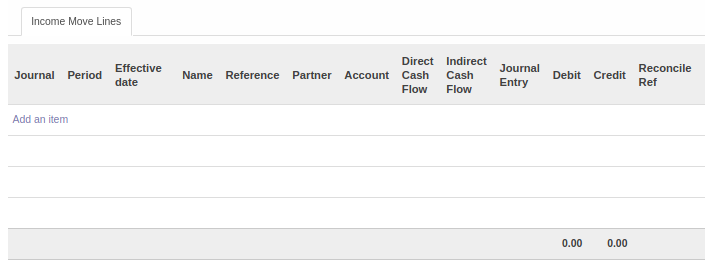 Income Move Lines
Journal Period Effective date Name Reference Partner Account Direct Cash Flow Indirect Cash Flow Journal Entry Debit Credit Reconcile Ref
Add an item
0.00 0.00